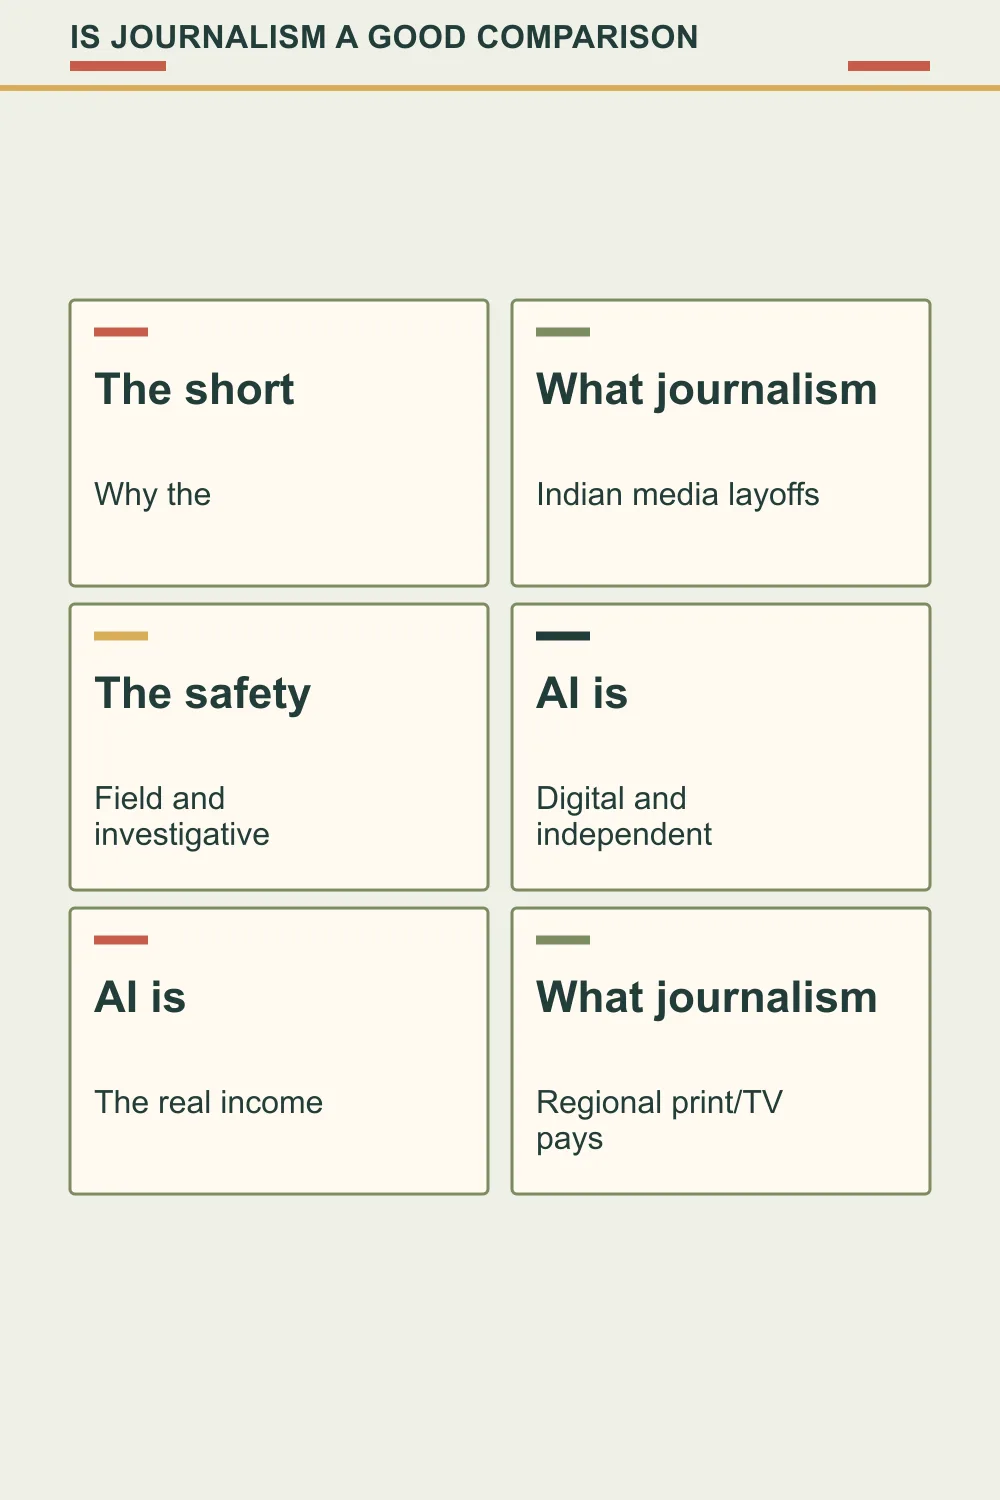 IS JOURNALISM A GOOD COMPARISON
The short
Why the
What journalism
Indian media layoffs
The safety
Field and
investigative
AI is
Digital and
independent
AI is
The real income
What journalism
Regional print/TV
pays